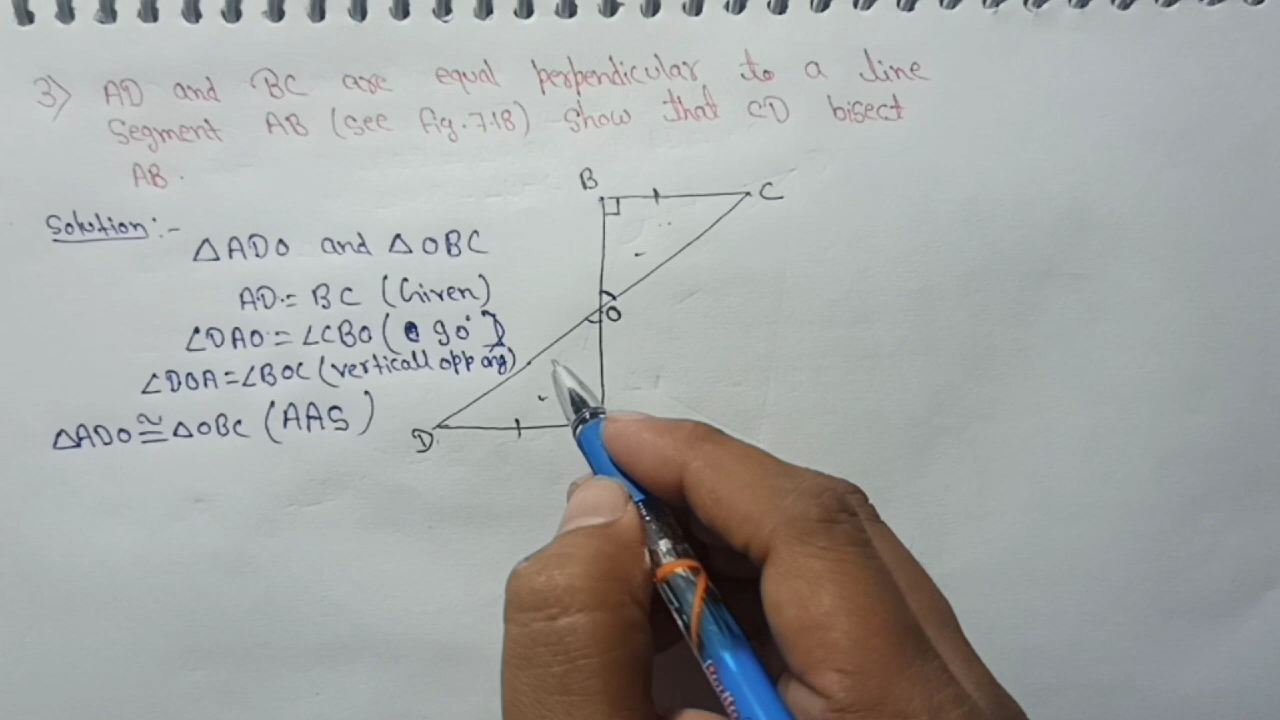 3) AD and BC are equal perpendicular to a line
Segment AB (see fig. 7.18) Show that CD bisect
AB.
Solution:-
△ADO and △OBC
AD = BC (Given)
∠DAO = ∠CBO (90°)
∠DOA = ∠BOC (verticall opp ang)
△ADO ≅ △OBC (AAS)
B
C
O
D